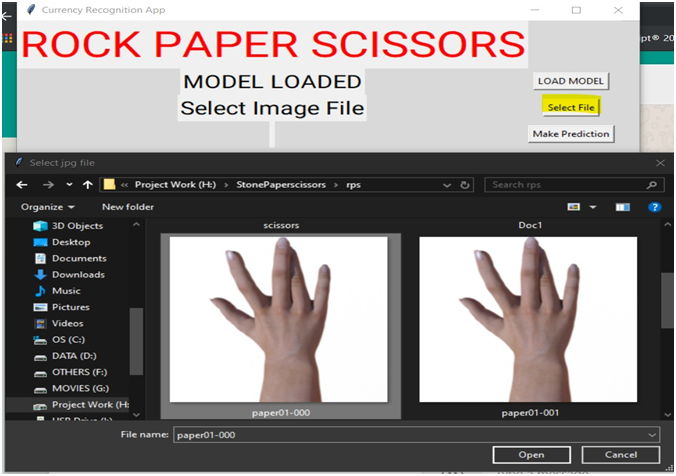 Currency Recognition App
ROCK PAPER SCISSORS
MODEL LOADED
LOAD MODEL
Select Image File
Select File
Make Prediction
pt® 20
Select jpg file
« Project Work (H:) > StonePaperscissors > rps
Search rps
Organize
New folder
3D Objects
Desktop
Documents
Downloads
Music
Pictures
Videos
OS (C:)
DATA (D:)
OTHERS (F:)
MOVIES (G:)
Project Work (H:
scissors
Doc1
paper01-000
paper01-001
File name:
paper01-000
Open
Cancel